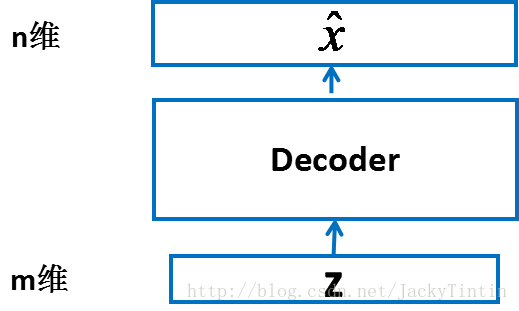 n维 x̂
Decoder
m维 z
http://blog.csdn.net/JackyTintin